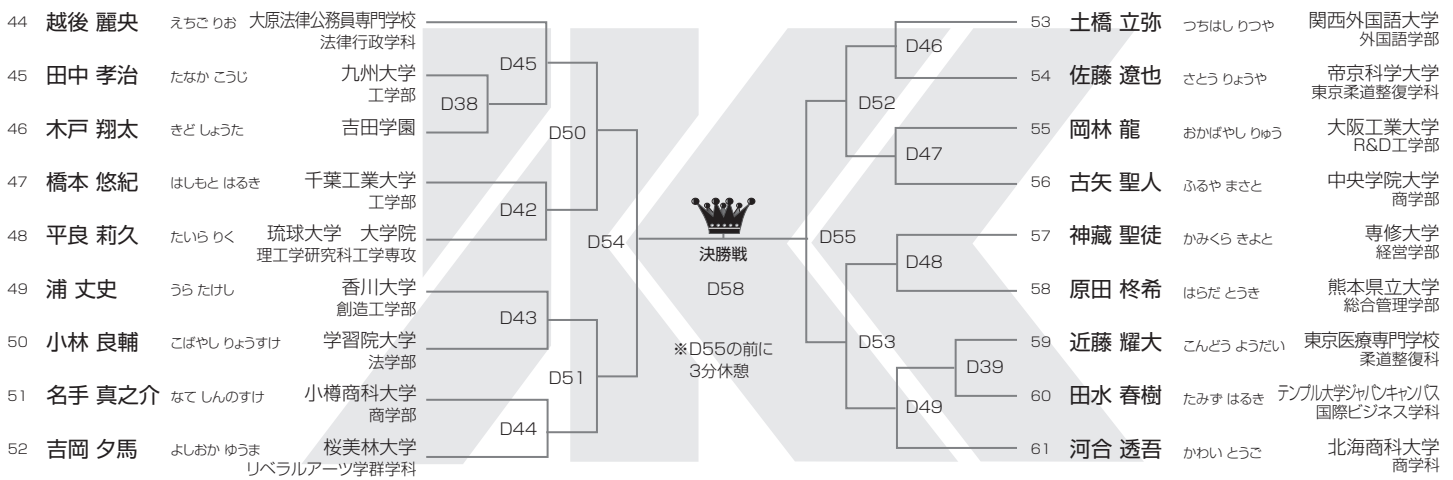 44 越後 麗央 えちご りお 大原法律公務員専門学校
法律行政学科
45 田中 孝治 たなか こうじ 九州大学
工学部
46 木戸 翔太 きど しょうた 吉田学園
47 橋本 悠紀 はしもと はるき 千葉工業大学
工学部
48 平良 莉久 たいら りく 琉球大学 大学院
理工学研究科工学専攻
49 浦 丈史 うら たけし 香川大学
創造工学部
50 小林 良輔 こばやし りょうすけ 学習院大学
法学部
51 名手 真之介 なて しんのすけ 小樽商科大学
商学部
52 吉岡 夕馬 よしおか ゆうま 桜美林大学
リベラルアーツ学群学科
D45
D38
D50
D42
D54
D43
D51
D44
決勝戦
D58
※D55の前に
3分休憩
D46
D52
D47
D55
D48
D53
D39
D49
53 土橋 立弥 つちはし りつや 関西外国語大学
外国語学部
54 佐藤 遼也 さとう りょうや 帝京科学大学
東京柔道整復学科
55 岡林 龍 おかばやし りゅう 大阪工業大学
R&D工学部
56 古矢 聖人 ふるや まさと 中央学院大学
商学部
57 神藏 聖徒 かみくら きよと 専修大学
経営学部
58 原田 柊希 はらだ とうき 熊本県立大学
総合管理学部
59 近藤 耀大 こんどう ようだい 東京医療専門学校
柔道整復科
60 田水 春樹 たみず はるき テンプル大学ジャパンキャンパス
国際ビジネス学科
61 河合 透吾 かわい とうご 北海商科大学
商学科